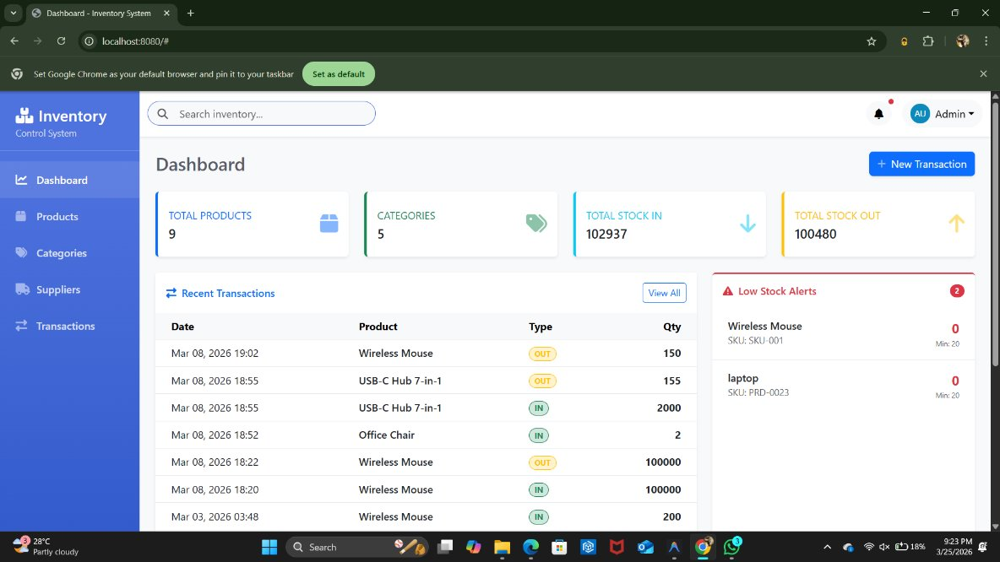 Dashboard - Inventory System
localhost:8080/#
Set Google Chrome as your default browser and pin it to your taskbar
Set as default
Inventory
Control System
Dashboard
Products
Categories
Suppliers
Transactions
Search inventory...
AU Admin
Dashboard
+ New Transaction
TOTAL PRODUCTS
9
CATEGORIES
5
TOTAL STOCK IN
102937
TOTAL STOCK OUT
100480
Recent Transactions
View All
Date Product Type Qty
Mar 08, 2026 19:02 Wireless Mouse OUT 150
Mar 08, 2026 18:55 USB-C Hub 7-in-1 OUT 155
Mar 08, 2026 18:55 USB-C Hub 7-in-1 IN 2000
Mar 08, 2026 18:52 Office Chair IN 2
Mar 08, 2026 18:22 Wireless Mouse OUT 100000
Mar 08, 2026 18:20 Wireless Mouse IN 100000
Mar 03, 2026 03:48 Wireless Mouse IN 200
Low Stock Alerts 2
Wireless Mouse 0
SKU: SKU-001 Min: 20
laptop 0
SKU: PRD-0023 Min: 20
3
28°C
Partly cloudy
Search
3
18%
9:23 PM
3/25/2026